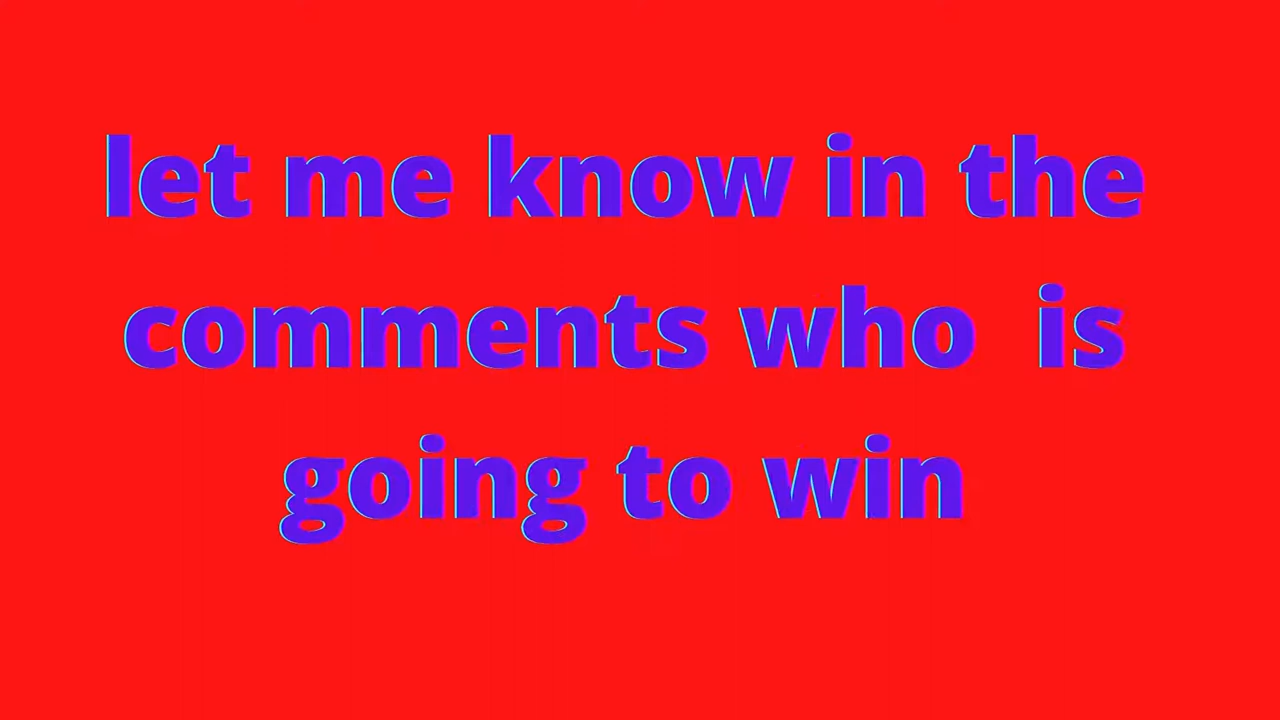 let me know in the
comments who  is
going to win